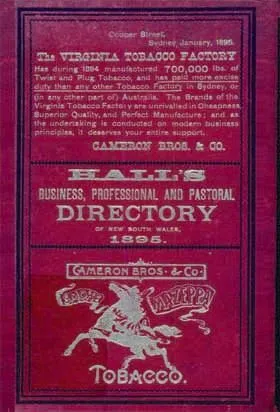 Cooper Street,
Sydney, January, 1895.
The VIRGINIA TOBACCO FACTORY
Has during 1894 manufactured 700,000 lbs. of
Twist and Plug Tobacco, and has paid more excise
duty than any other Tobacco Factory in Sydney, or
(in any other part of) Australia. The Brands of the
Virginia Tobacco Factory are unrivalled in Cheapness,
Superior Quality, and Perfect Manufacture; and as
the undertaking is conducted on modern business
principles, it deserves your entire support.
CAMERON BROS. & CO.
HALL'S
BUSINESS, PROFESSIONAL AND PASTORAL
DIRECTORY
OF NEW SOUTH WALES,
1895.
CAMERON BROS. & CO.
SMOKE MAZEPPA
TOBACCO.